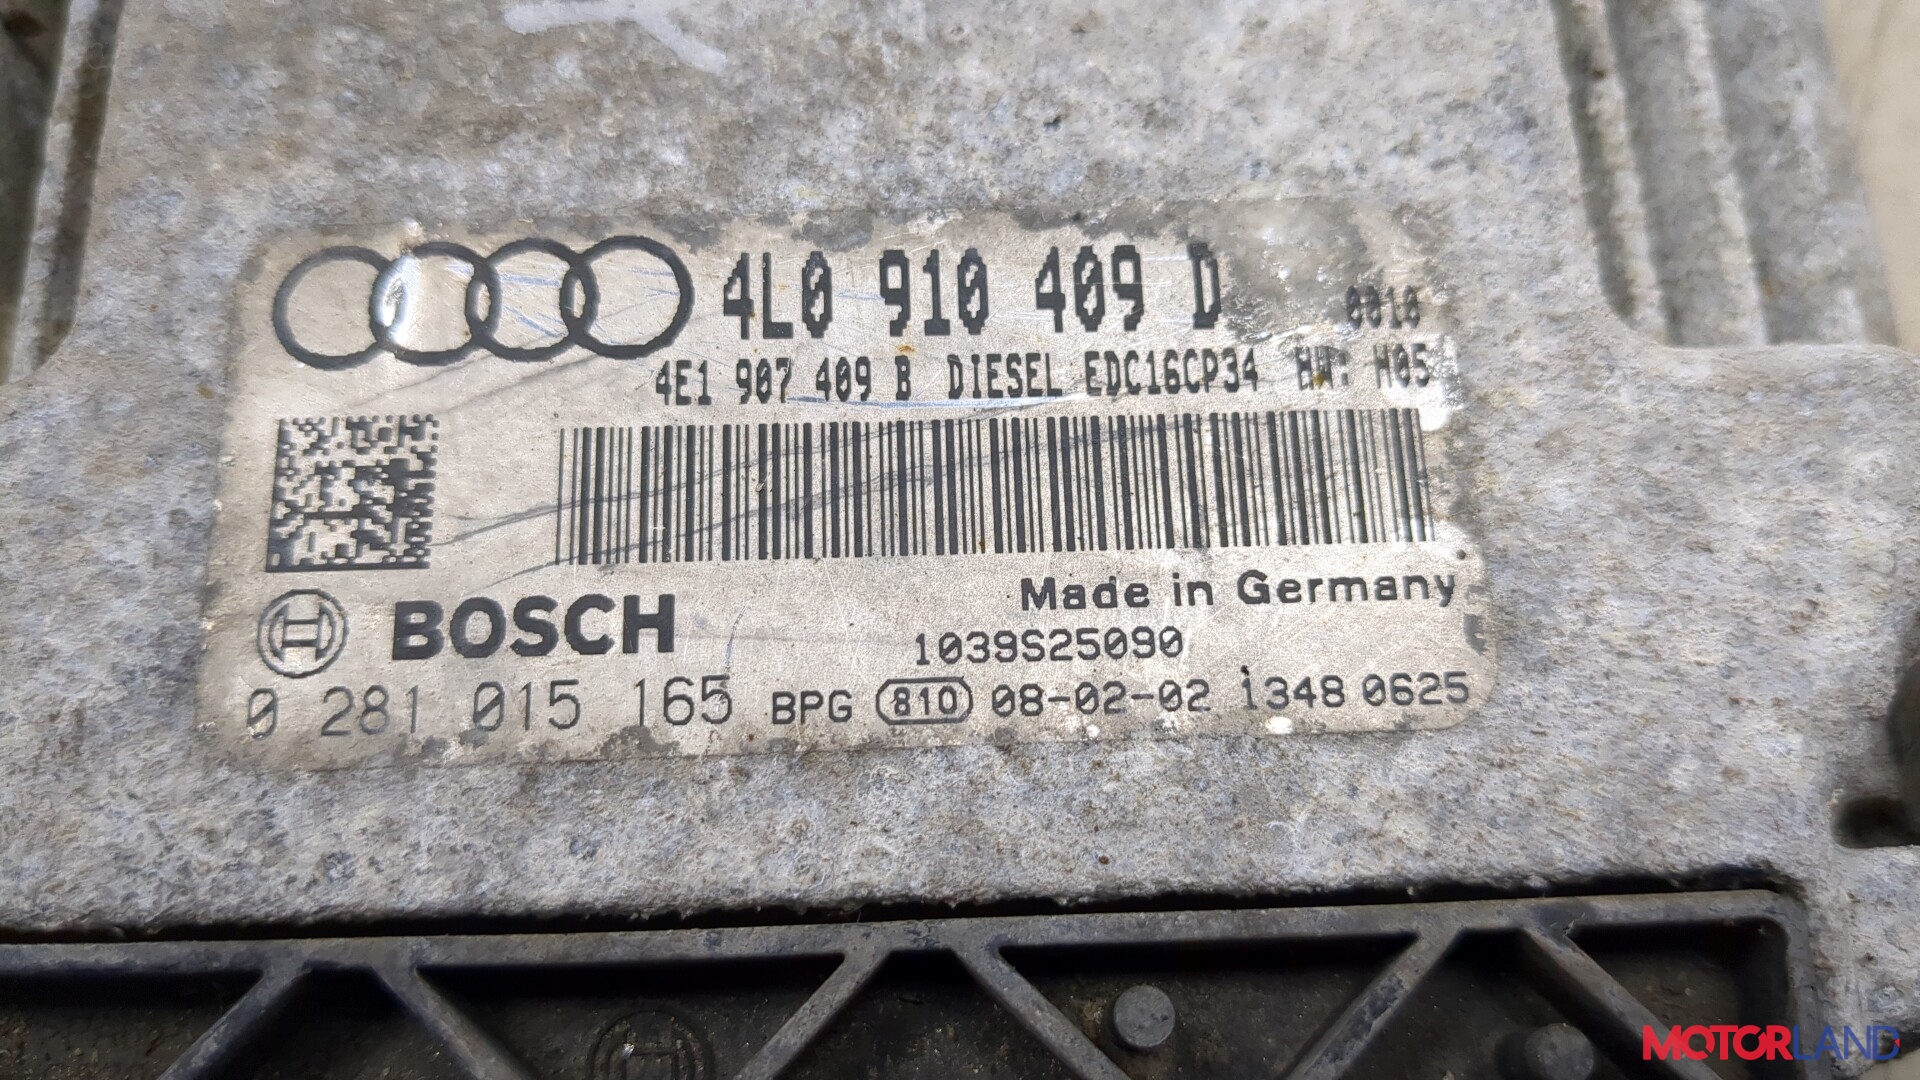 4L0 910 409 D 0010
4E1 907 409 B DIESEL EDC16CP34 HW: H05
Made in Germany
BOSCH 1039S25090
0 281 015 165 BPG 810 08-02-02 1348 0625
MOTORLAND